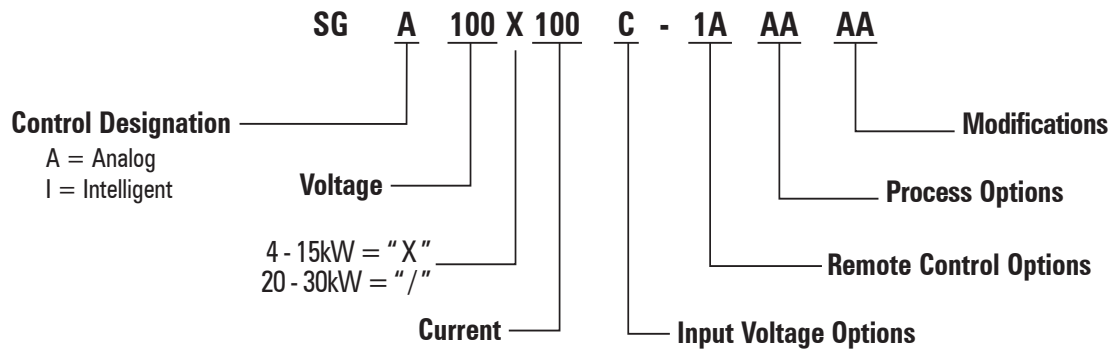 SG A 100 X 100 C - 1A AA AA
Control Designation
A = Analog
I = Intelligent
Voltage
4 - 15kW = “X”
20 - 30kW = “/”
Current
Input Voltage Options
Remote Control Options
Process Options
Modifications